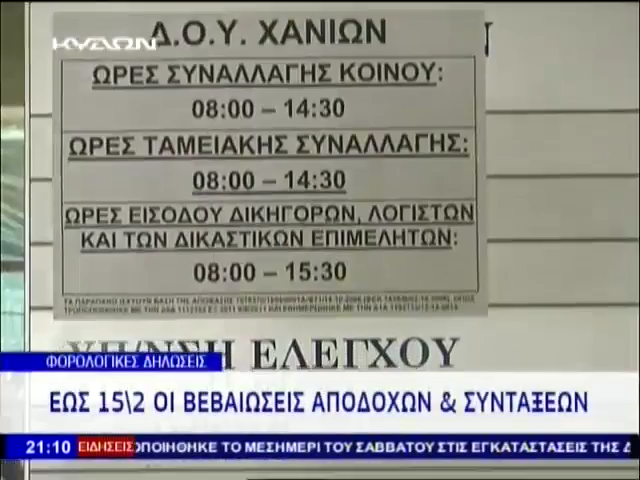 ΚΥΔΩΝ
Δ.Ο.Υ. ΧΑΝΙΩΝ
ΩΡΕΣ ΣΥΝΑΛΛΑΓΗΣ ΚΟΙΝΟΥ:
08:00 – 14:30
ΩΡΕΣ ΤΑΜΕΙΑΚΗΣ ΣΥΝΑΛΛΑΓΗΣ:
08:00 – 14:30
ΩΡΕΣ ΕΙΣΟΔΟΥ ΔΙΚΗΓΟΡΩΝ, ΛΟΓΙΣΤΩΝ
ΚΑΙ ΤΩΝ ΔΙΚΑΣΤΙΚΩΝ ΕΠΙΜΕΛΗΤΩΝ:
08:00 – 15:30
ΕΛΕΓΧΟΥ
ΦΟΡΟΛΟΓΙΚΕΣ ΔΗΛΩΣΕΙΣ
ΕΩΣ 15\2 ΟΙ ΒΕΒΑΙΩΣΕΙΣ ΑΠΟΔΟΧΩΝ & ΣΥΝΤΑΞΕΩΝ
21:10 ΕΙΔΗΣΕΙΣ ΟΠΟΙΗΘΗΚΕ ΤΟ ΜΕΣΗΜΕΡΙ ΤΟΥ ΣΑΒΒΑΤΟΥ ΣΤΙΣ ΕΓΚΑΤΑΣΤΑΣΕΙΣ ΤΗΣ Δ